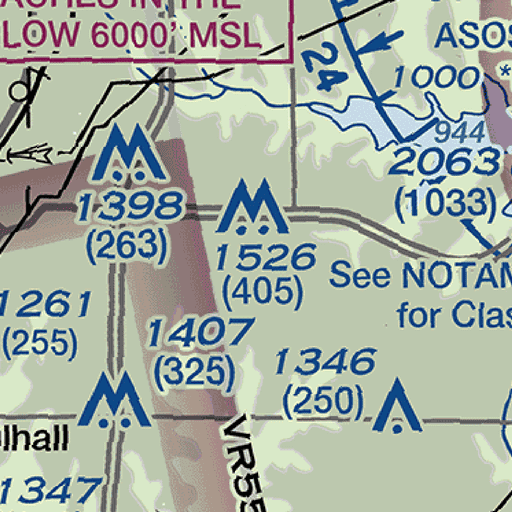 ACHES IN THE
LOW 6000' MSL
24
ASOS
1000
*
944
2063
(1033)
1398
(263)
1526
(405)
See NOTAM
for Clas
1261
(255)
1407
(325)
1346
(250)
lhall
1347
VR55